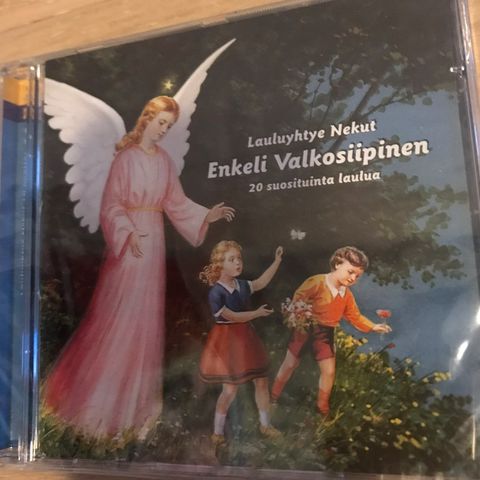 Lauluyhtye Nekut
Enkeli Valkosiipinen
20 suosituinta laulua